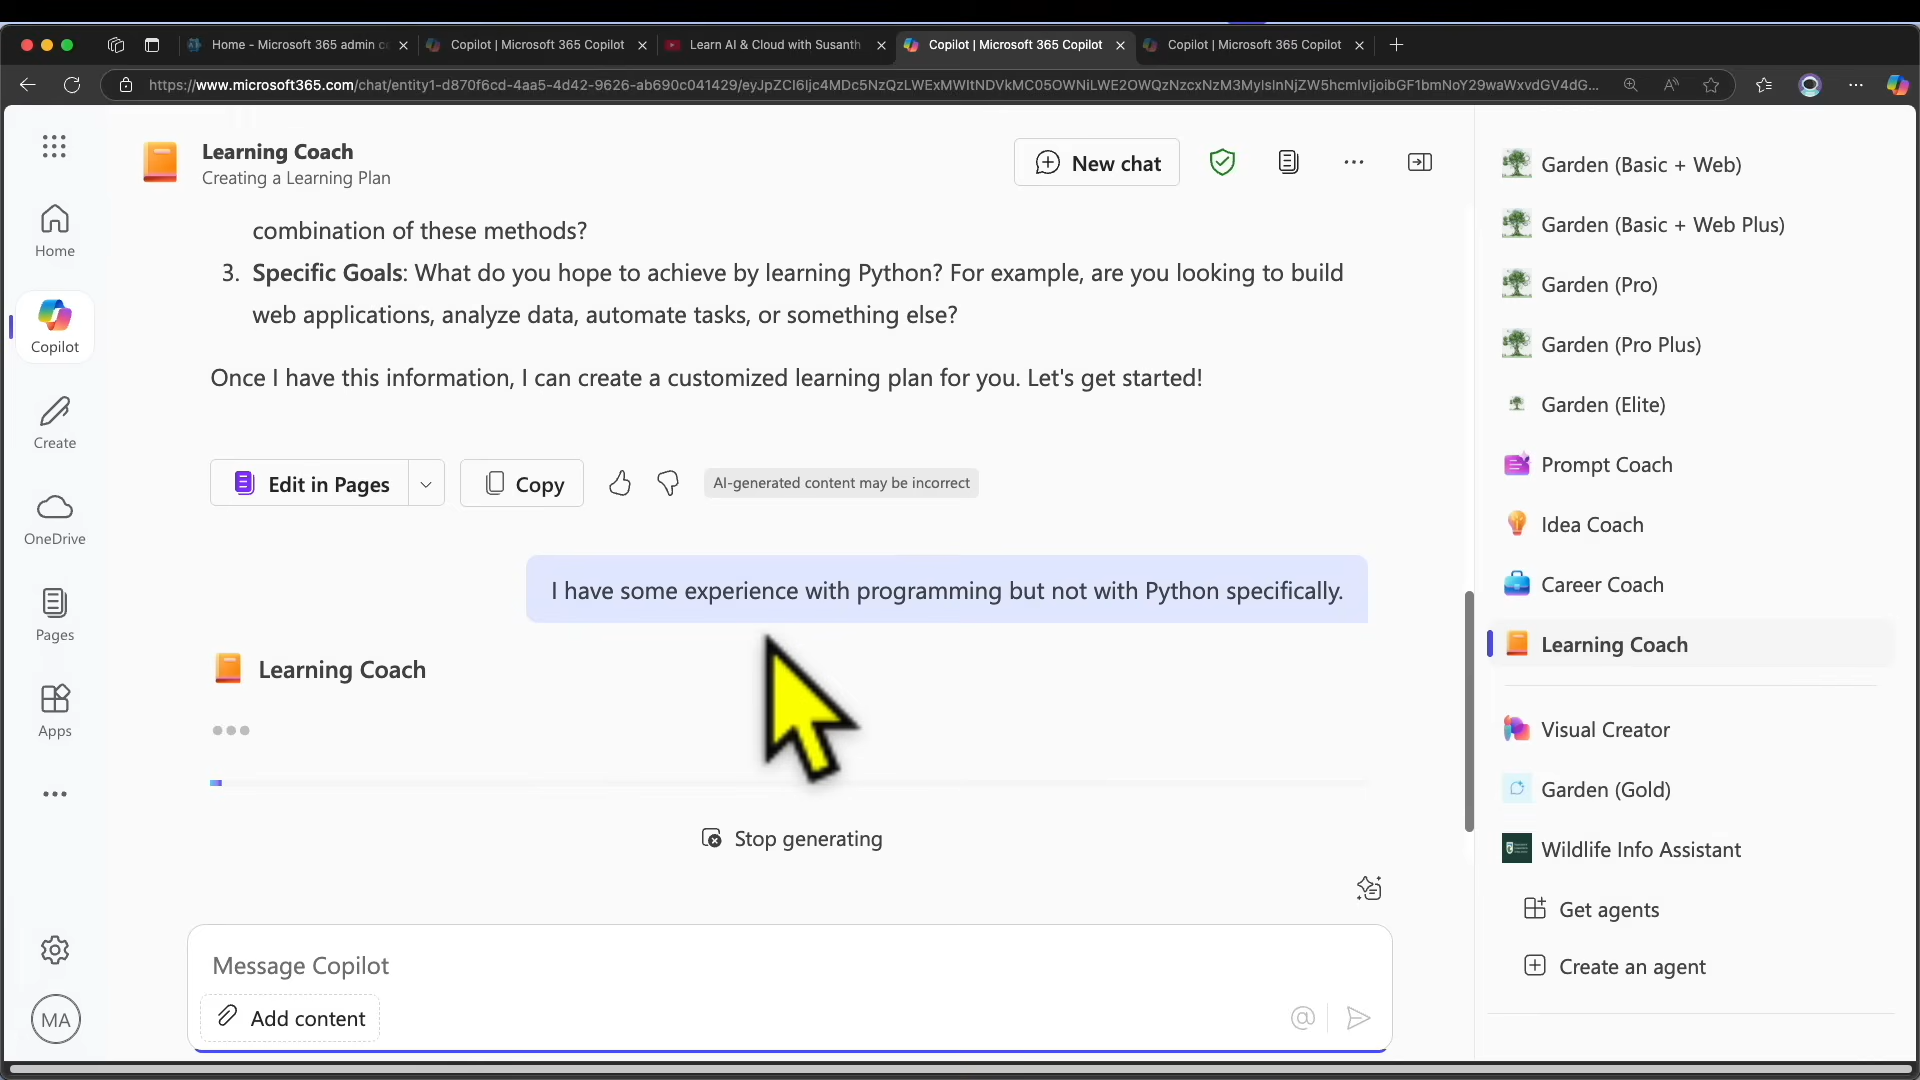 Home - Microsoft 365 admin c
Copilot | Microsoft 365 Copilot
Learn AI & Cloud with Susanth
Copilot | Microsoft 365 Copilot
Copilot | Microsoft 365 Copilot
Learning Coach
Creating a Learning Plan
New chat
Home
Copilot
Create
OneDrive
Pages
Apps
MA
combination of these methods?
3. Specific Goals: What do you hope to achieve by learning Python? For example, are you looking to build
web applications, analyze data, automate tasks, or something else?
Once I have this information, I can create a customized learning plan for you. Let's get started!
Edit in Pages
Copy
AI-generated content may be incorrect
I have some experience with programming but not with Python specifically.
Learning Coach
Stop generating
Message Copilot
Add content
Garden (Basic + Web)
Garden (Basic + Web Plus)
Garden (Pro)
Garden (Pro Plus)
Garden (Elite)
Prompt Coach
Idea Coach
Career Coach
Learning Coach
Visual Creator
Garden (Gold)
Wildlife Info Assistant
Get agents
Create an agent